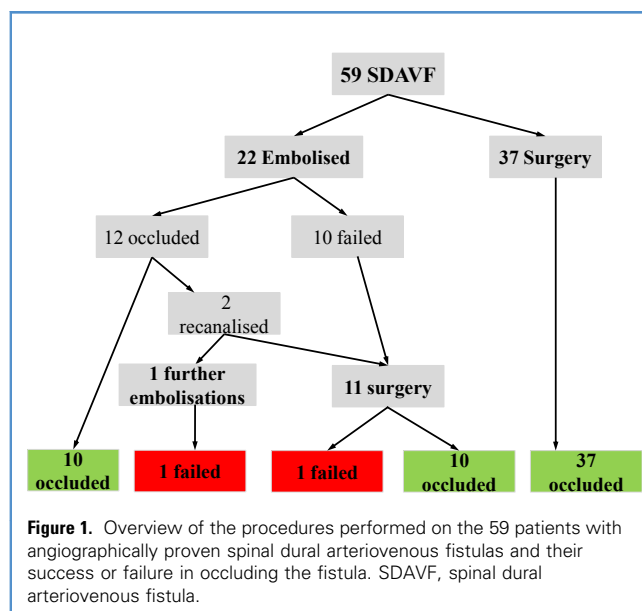 59 SDAVF
22 Embolised
37 Surgery
12 occluded
10 failed
2
recanalised
1 further
embolisations
11 surgery
10
occluded
1 failed
1 failed
10
occluded
37
occluded
Figure 1. Overview of the procedures performed on the 59 patients with
angiographically proven spinal dural arteriovenous fistulas and their
success or failure in occluding the fistula. SDAVF, spinal dural
arteriovenous fistula.